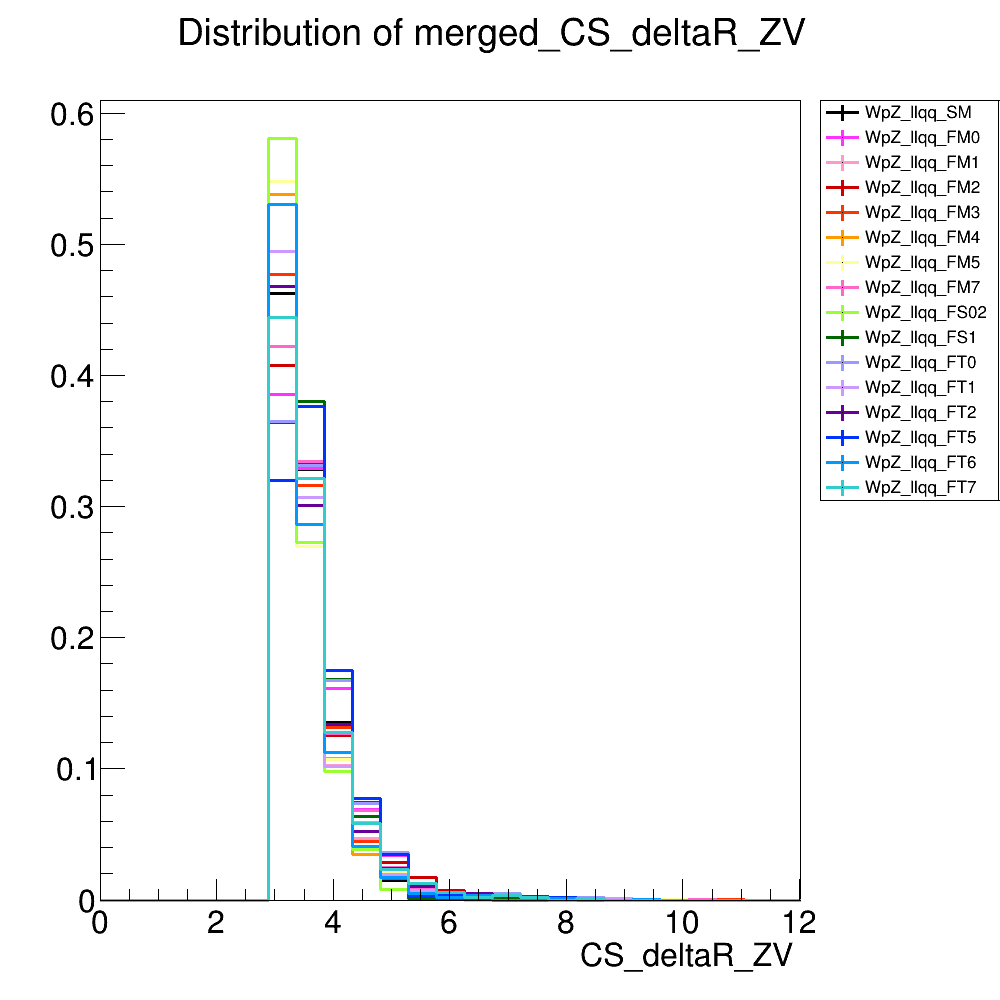 Distribution of merged_CS_deltaR_ZV
0.6
0.5
0.4
0.3
0.2
0.1
0
0 2 4 6 8 10 12
CS_deltaR_ZV
WpZ_llqq_SM
WpZ_llqq_FM0
WpZ_llqq_FM1
WpZ_llqq_FM2
WpZ_llqq_FM3
WpZ_llqq_FM4
WpZ_llqq_FM5
WpZ_llqq_FM7
WpZ_llqq_FS02
WpZ_llqq_FS1
WpZ_llqq_FT0
WpZ_llqq_FT1
WpZ_llqq_FT2
WpZ_llqq_FT5
WpZ_llqq_FT6
WpZ_llqq_FT7